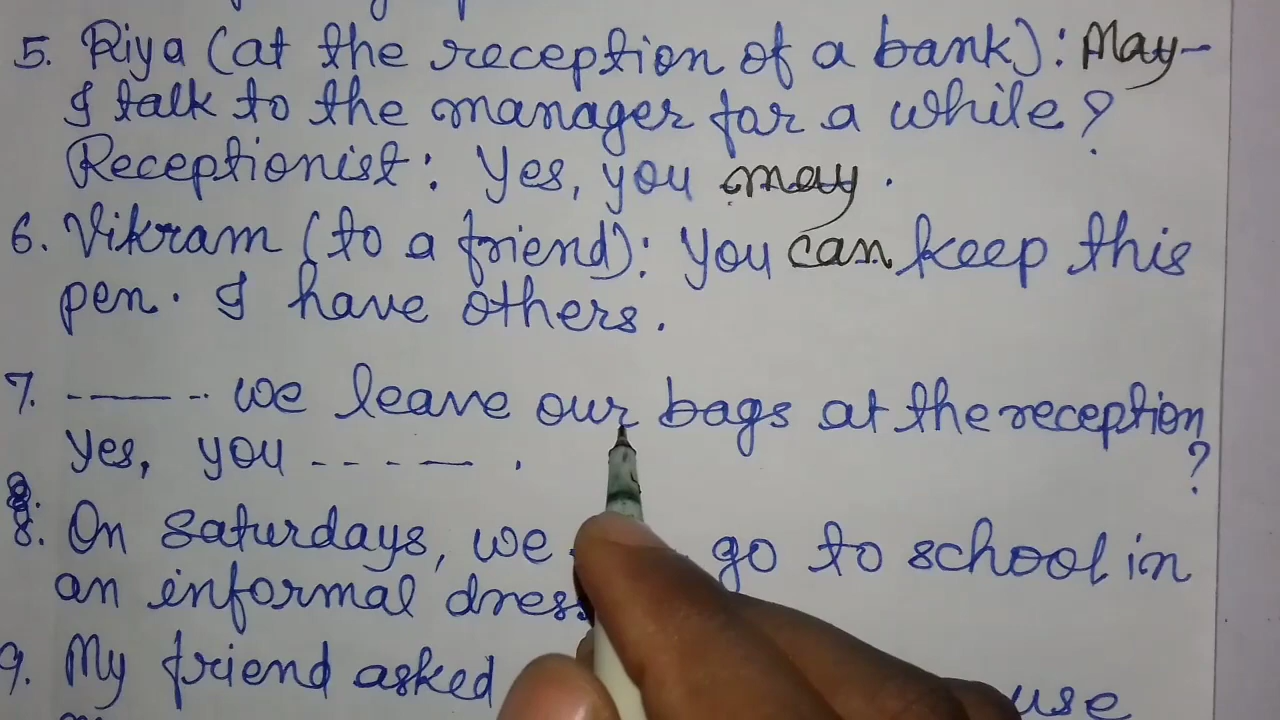 5. Riya (at the reception of a bank): May
I talk to the manager for a while?
Receptionist: Yes, you may.
6. Vikram (to a friend): You can keep this
pen. I have others.
7. ------ we leave our bags at the reception
?
Yes, you ------.
8. On Saturdays, we go to school in
an informal dress
9. My friend asked use